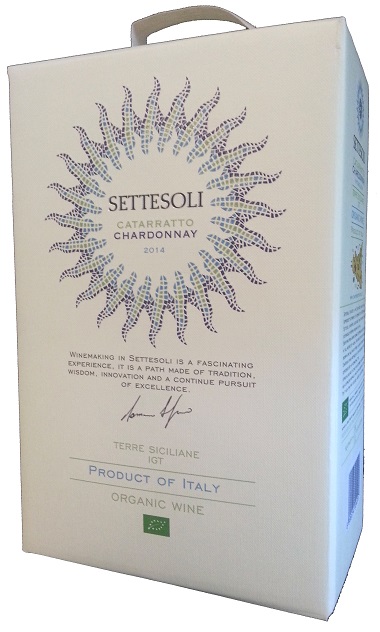 SETTESOLI
CATARRATTO
CHARDONNAY
2014
WINEMAKING IN SETTESOLI IS A FASCINATING
EXPERIENCE, IT IS A PATH MADE OF TRADITION,
WISDOM, INNOVATION AND A CONTINUE PURSUIT
OF EXCELLENCE.
TERRE SICILIANE
IGT
PRODUCT OF ITALY
ORGANIC WINE
SETTESOLI